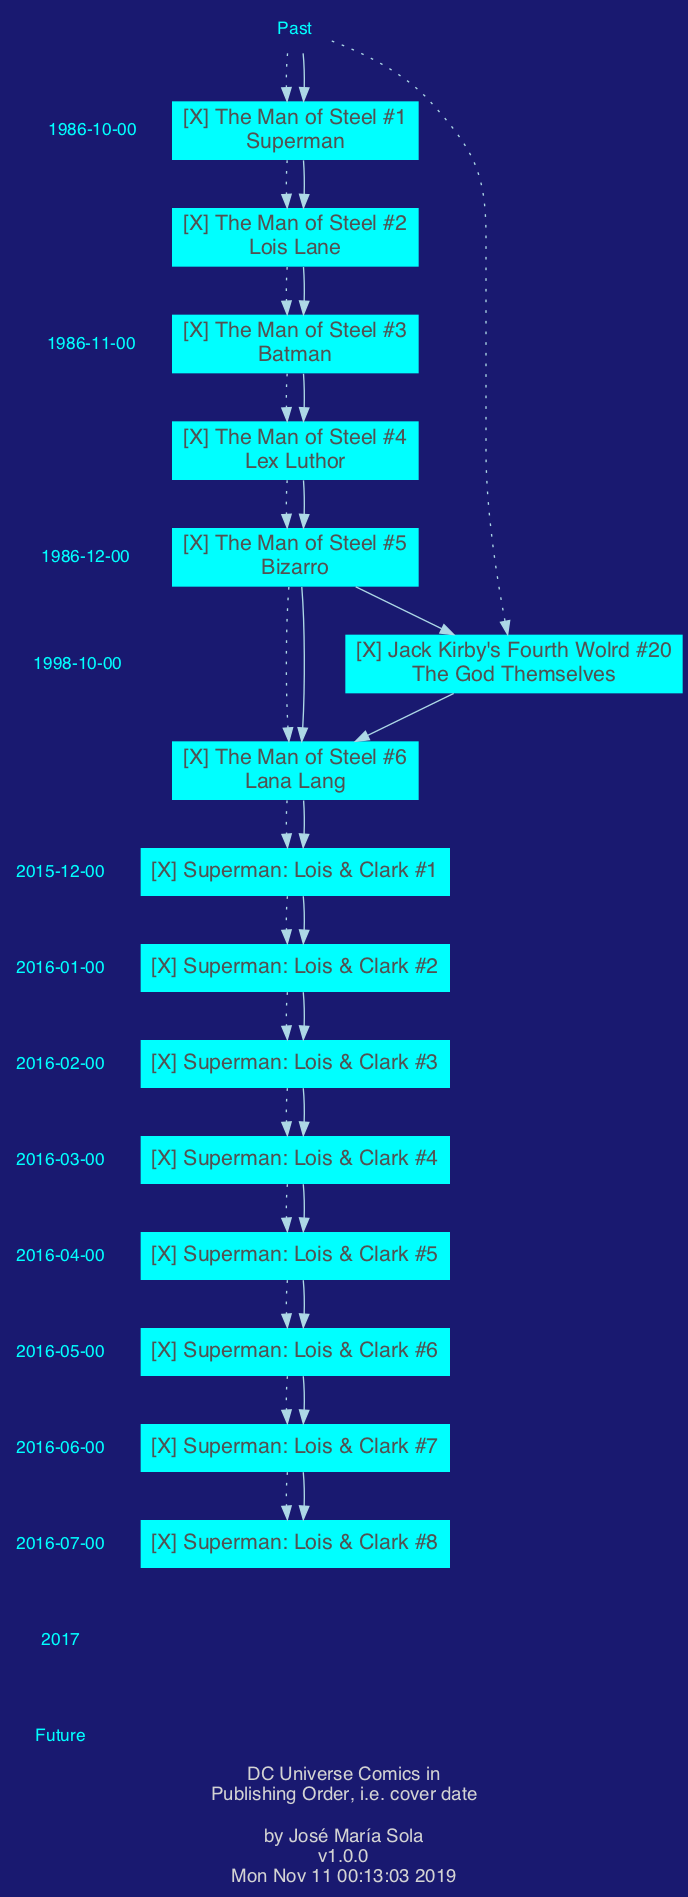 Past
1986-10-00
[X] The Man of Steel #1
Superman
[X] The Man of Steel #2
Lois Lane
1986-11-00
[X] The Man of Steel #3
Batman
[X] The Man of Steel #4
Lex Luthor
1986-12-00
[X] The Man of Steel #5
Bizarro
1998-10-00
[X] Jack Kirby's Fourth Wolrd #20
The God Themselves
[X] The Man of Steel #6
Lana Lang
2015-12-00
[X] Superman: Lois & Clark #1
2016-01-00
[X] Superman: Lois & Clark #2
2016-02-00
[X] Superman: Lois & Clark #3
2016-03-00
[X] Superman: Lois & Clark #4
2016-04-00
[X] Superman: Lois & Clark #5
2016-05-00
[X] Superman: Lois & Clark #6
2016-06-00
[X] Superman: Lois & Clark #7
2016-07-00
[X] Superman: Lois & Clark #8
2017
Future
DC Universe Comics in
Publishing Order, i.e. cover date
by José María Sola
v1.0.0
Mon Nov 11 00:13:03 2019